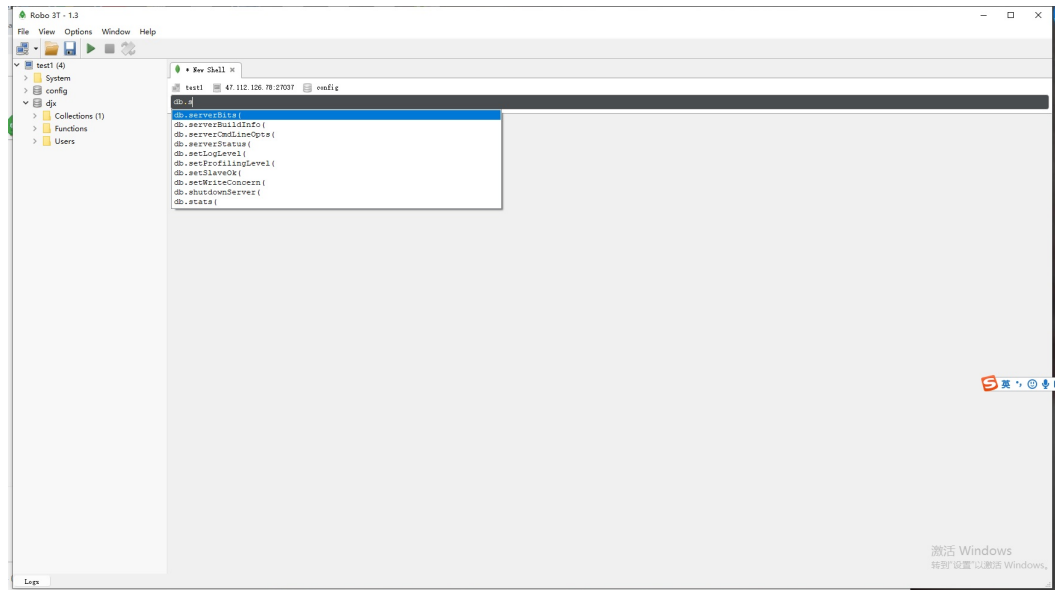 Robo 3T - 1.3
File View Options Window Help
test1 (4)
System
config
djx
Collections (1)
Functions
Users
New Shell
test1 47.112.126.78:27037 config
db.s
db.serverBits(
db.serverBuildInfo(
db.serverCmdLineOpts(
db.serverStatus(
db.setLogLevel(
db.setProfilingLevel(
db.setSlaveOk(
db.setWriteConcern(
db.shutdownServer(
db.stats(
英
激活 Windows
转到"设置"以激活 Windows。
Logs